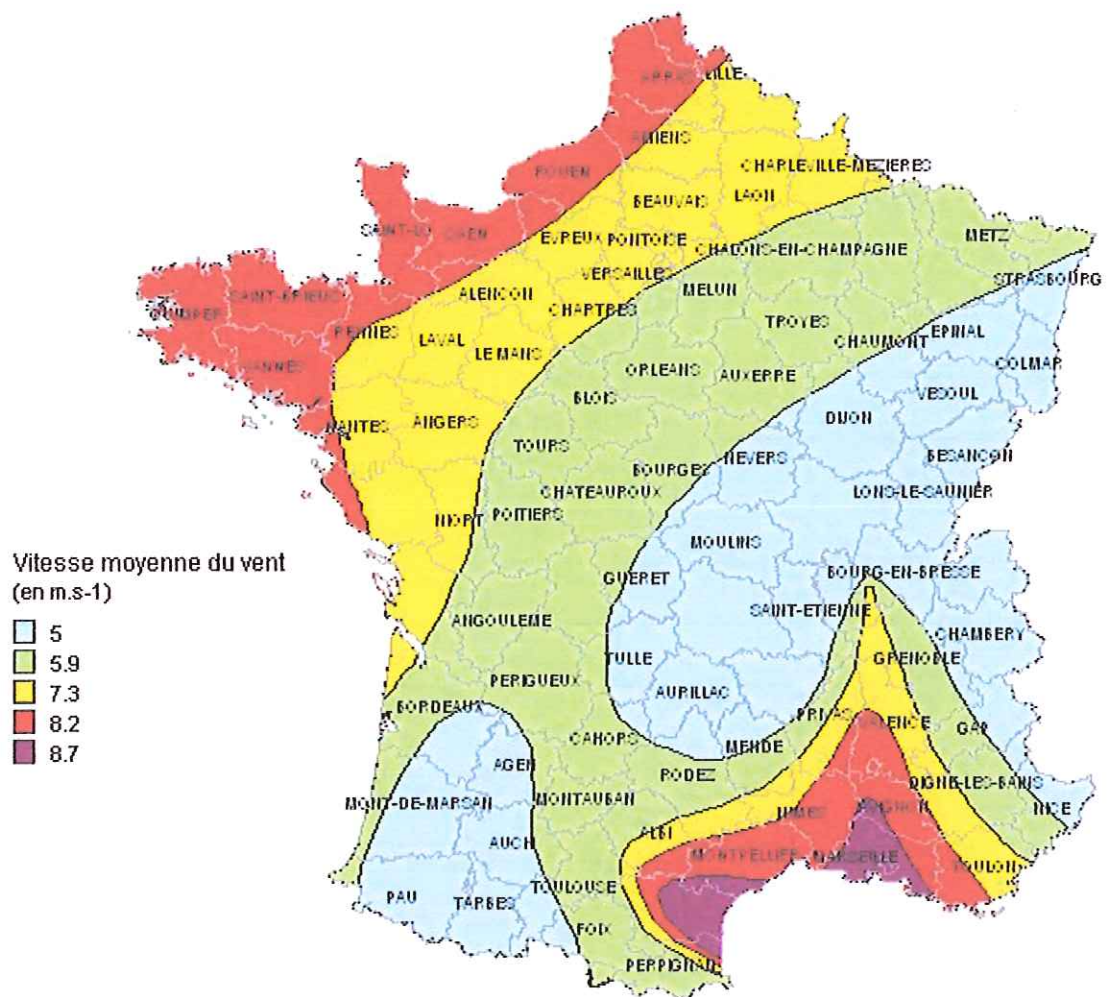 ARRAS
LILLE
AMIENS
ROUEN
CHARLEVILLE-MEZIERES
BEAUVAIS
LAON
SAINT-LO
CAEN
EVREUX
PONTOISE
CHALONS-EN-CHAMPAGNE
METZ
VERSAILLES
STRASBOURG
MELUN
ALENCON
SAINT-BRIEUC
QUIMPER
CHARTRES
TROYES
RENNES
LAVAL
CHAUMONT
EPINAL
LE MANS
VANNES
COLMAR
ORLEANS
AUXERRE
BLOIS
VESOUL
DIJON
NANTES
ANGERS
TOURS
NEVERS
BESANCON
BOURGES
CHATEAUROUX
LONS-LE-SAUNIER
NIORT
POITIERS
MOULINS
Vitesse moyenne du vent
(en m.s-1)
5
5.9
7.3
8.2
8.7
GUERET
BOURG-EN-BRESSE
SAINT-ETIENNE
ANGOULEME
CHAMBERY
TULLE
GRENOBLE
PERIGUEUX
AURILLAC
BORDEAUX
PRIVAS
VALENCE
GAP
CAHORS
MENDE
AGEN
RODEZ
DIGNE-LES-BAINS
MONT-DE-MARSAN
MONTAUBAN
NIMES
AVIGNON
NICE
ALBI
AUCH
MONTPELLIER
MARSEILLE
TOULON
TOULOUSE
PAU
TARBES
FOIX
PERPIGNAN